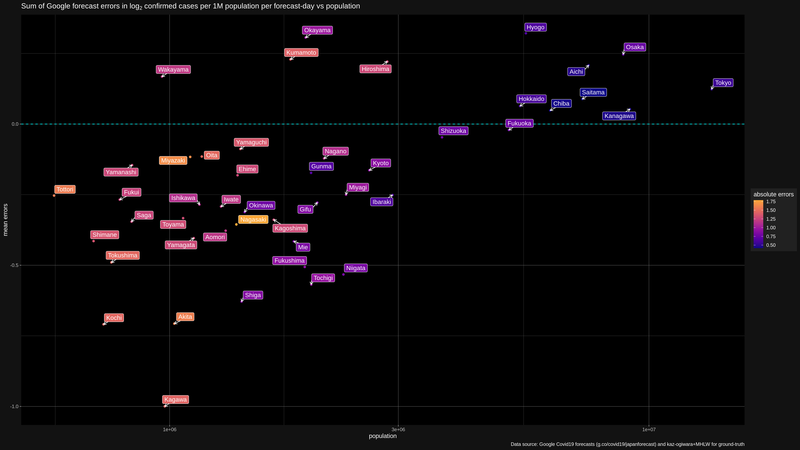 Sum of Google forecast errors in log₂ confirmed cases per 1M population per forecast-day vs population
Okayama
Hyogo
Osaka
Kumamoto
Wakayama
Hiroshima
Aichi
Tokyo
Saitama
Hokkaido
Chiba
Kanagawa
0.0
Fukuoka
Shizuoka
Yamaguchi
Nagano
Oita
Miyazaki
Kyoto
Gunma
Ehime
Yamanashi
Tottori
Miyagi
Fukui
Ishikawa
Iwate
Ibaraki
Okinawa
Gifu
Saga
Nagasaki
Toyama
Kagoshima
Shimane
Aomori
Yamagata
Mie
Tokushima
Fukushima
-0.5
Niigata
Tochigi
Shiga
Kochi
Akita
Kagawa
-1.0
mean errors
1e+06
3e+06
1e+07
population
absolute errors
1.75
1.50
1.25
1.00
0.75
0.50
Data source: Google Covid19 forecasts (g.co/covid19/japanforecast) and kaz-ogiwara+MHLW for ground-truth